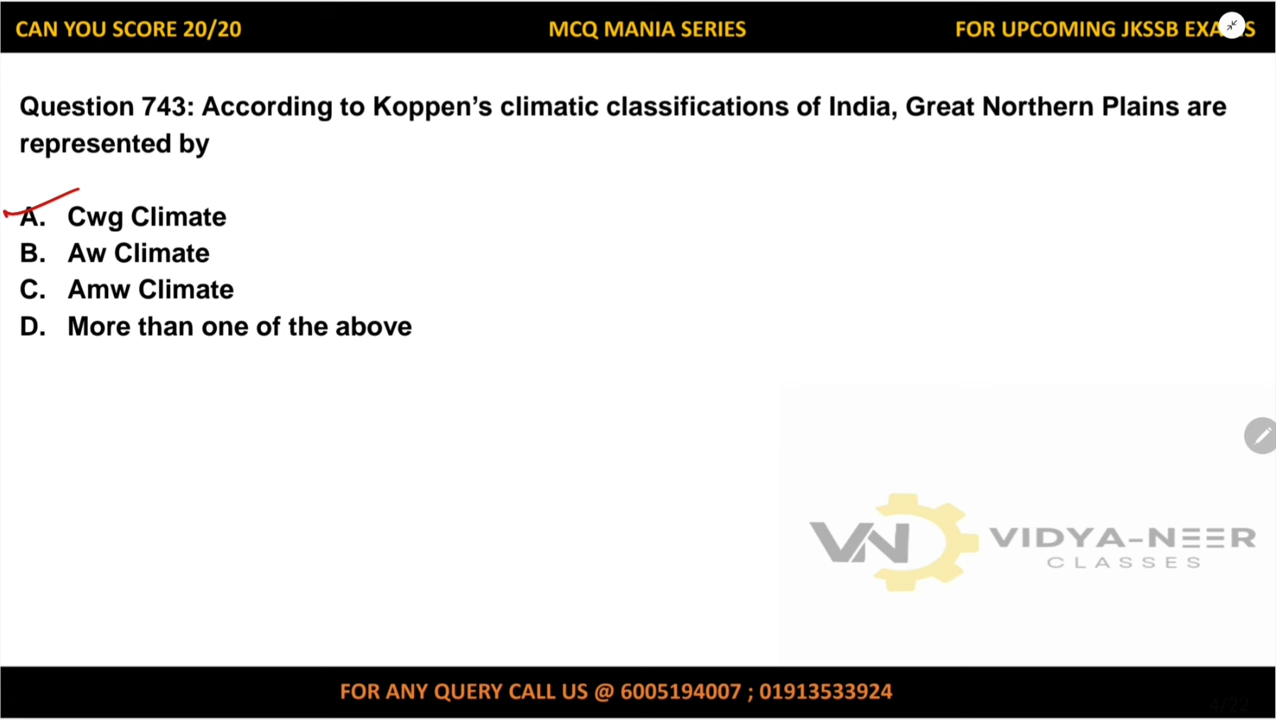 CAN YOU SCORE 20/20 MCQ MANIA SERIES FOR UPCOMING JKSSB
Question 743: According to Koppen’s climatic classifications of India, Great Northern Plains are
represented by
A. Cwg Climate
B. Aw Climate
C. Amw Climate
D. More than one of the above
VN VIDYA-NEER
CLASSES
FOR ANY QUERY CALL US @ 6005194007 ; 01913533924
4/22